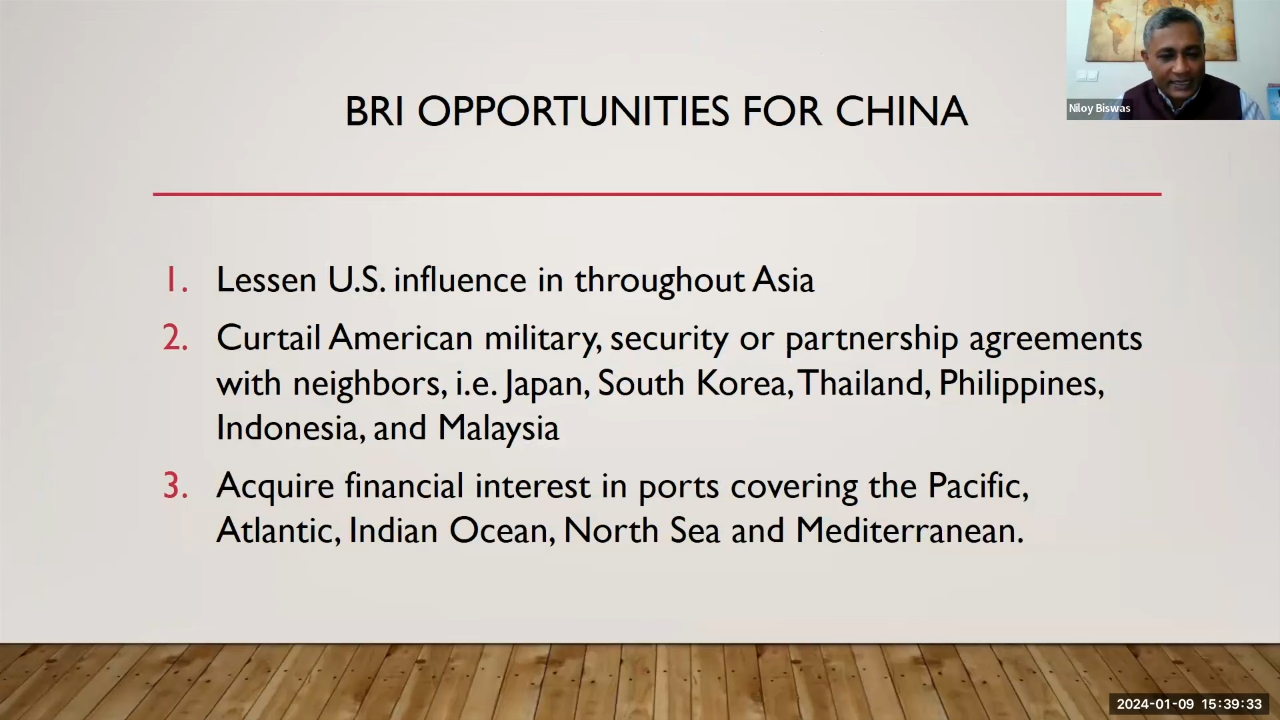 BRI OPPORTUNITIES FOR CHINA
Niloy Biswas
1. Lessen U.S. influence in throughout Asia
2. Curtail American military, security or partnership agreements
with neighbors, i.e. Japan, South Korea, Thailand, Philippines,
Indonesia, and Malaysia
3. Acquire financial interest in ports covering the Pacific,
Atlantic, Indian Ocean, North Sea and Mediterranean.
2024-01-09 15:39:33